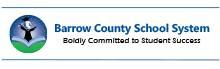 Barrow County School System
Boldly Committed to Student Success